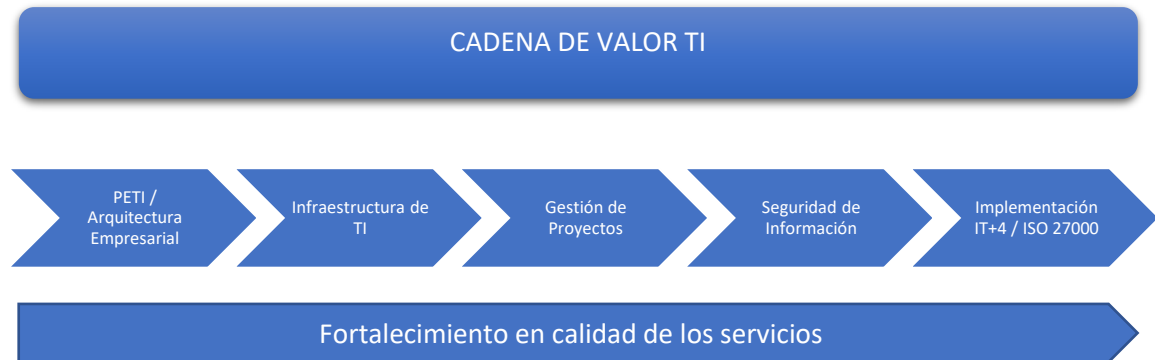 CADENA DE VALOR TI
PETI /
Arquitectura
Empresarial
Infraestructura de
TI
Gestión de
Proyectos
Seguridad de
Información
Implementación
IT+4 / ISO 27000
Fortalecimiento en calidad de los servicios